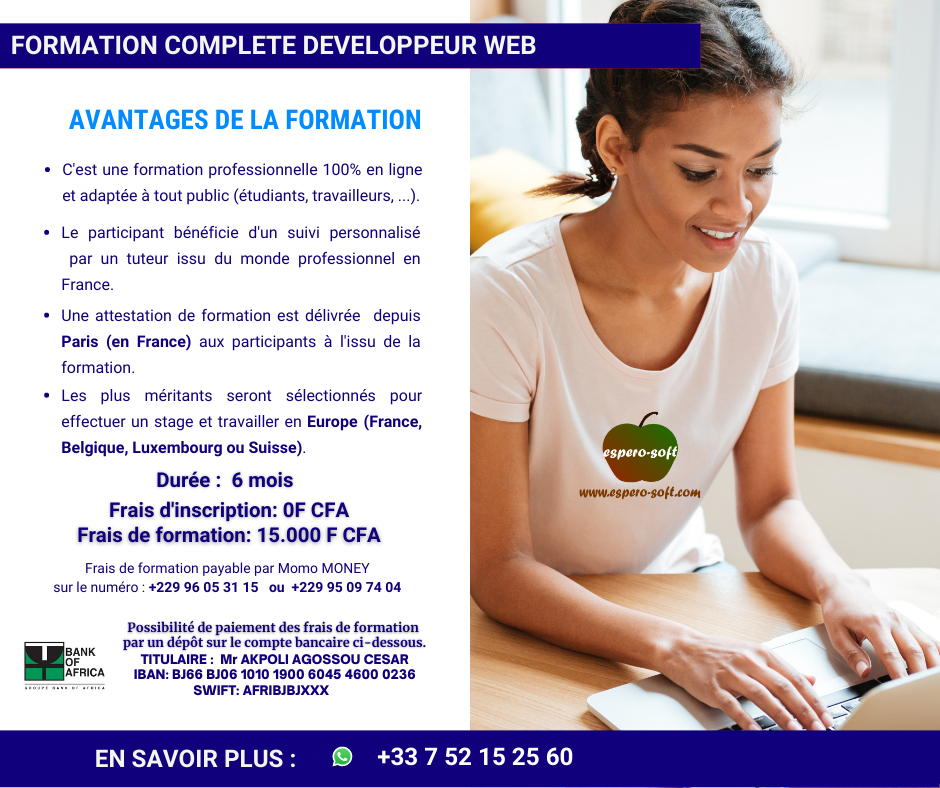 FORMATION COMPLETE DEVELOPPEUR WEB
AVANTAGES DE LA FORMATION
• C'est une formation professionnelle 100% en ligne
et adaptée à tout public (étudiants, travailleurs, ...).
• Le participant bénéficie d'un suivi personnalisé
par un tuteur issu du monde professionnel en
France.
• Une attestation de formation est délivrée depuis
Paris (en France) aux participants à l'issu de la
formation.
• Les plus méritants seront sélectionnés pour
effectuer un stage et travailler en Europe (France,
Belgique, Luxembourg ou Suisse).
Durée : 6 mois
Frais d'inscription: 0F CFA
Frais de formation: 15.000 F CFA
Frais de formation payable par Momo MONEY
sur le numéro : +229 96 05 31 15 ou +229 95 09 74 04
Possibilité de paiement des frais de formation
par un dépôt sur le compte bancaire ci-dessous.
TITULAIRE : Mr AKPOLI AGOSSOU CESAR
IBAN: BJ66 BJ06 1010 1900 6045 4600 0236
SWIFT: AFRIBJBJXXX
BANK
OF
AFRICA
GROUPE BANK OF AFRICA
espero-soft
www.espero-soft.com
EN SAVOIR PLUS : +33 7 52 15 25 60